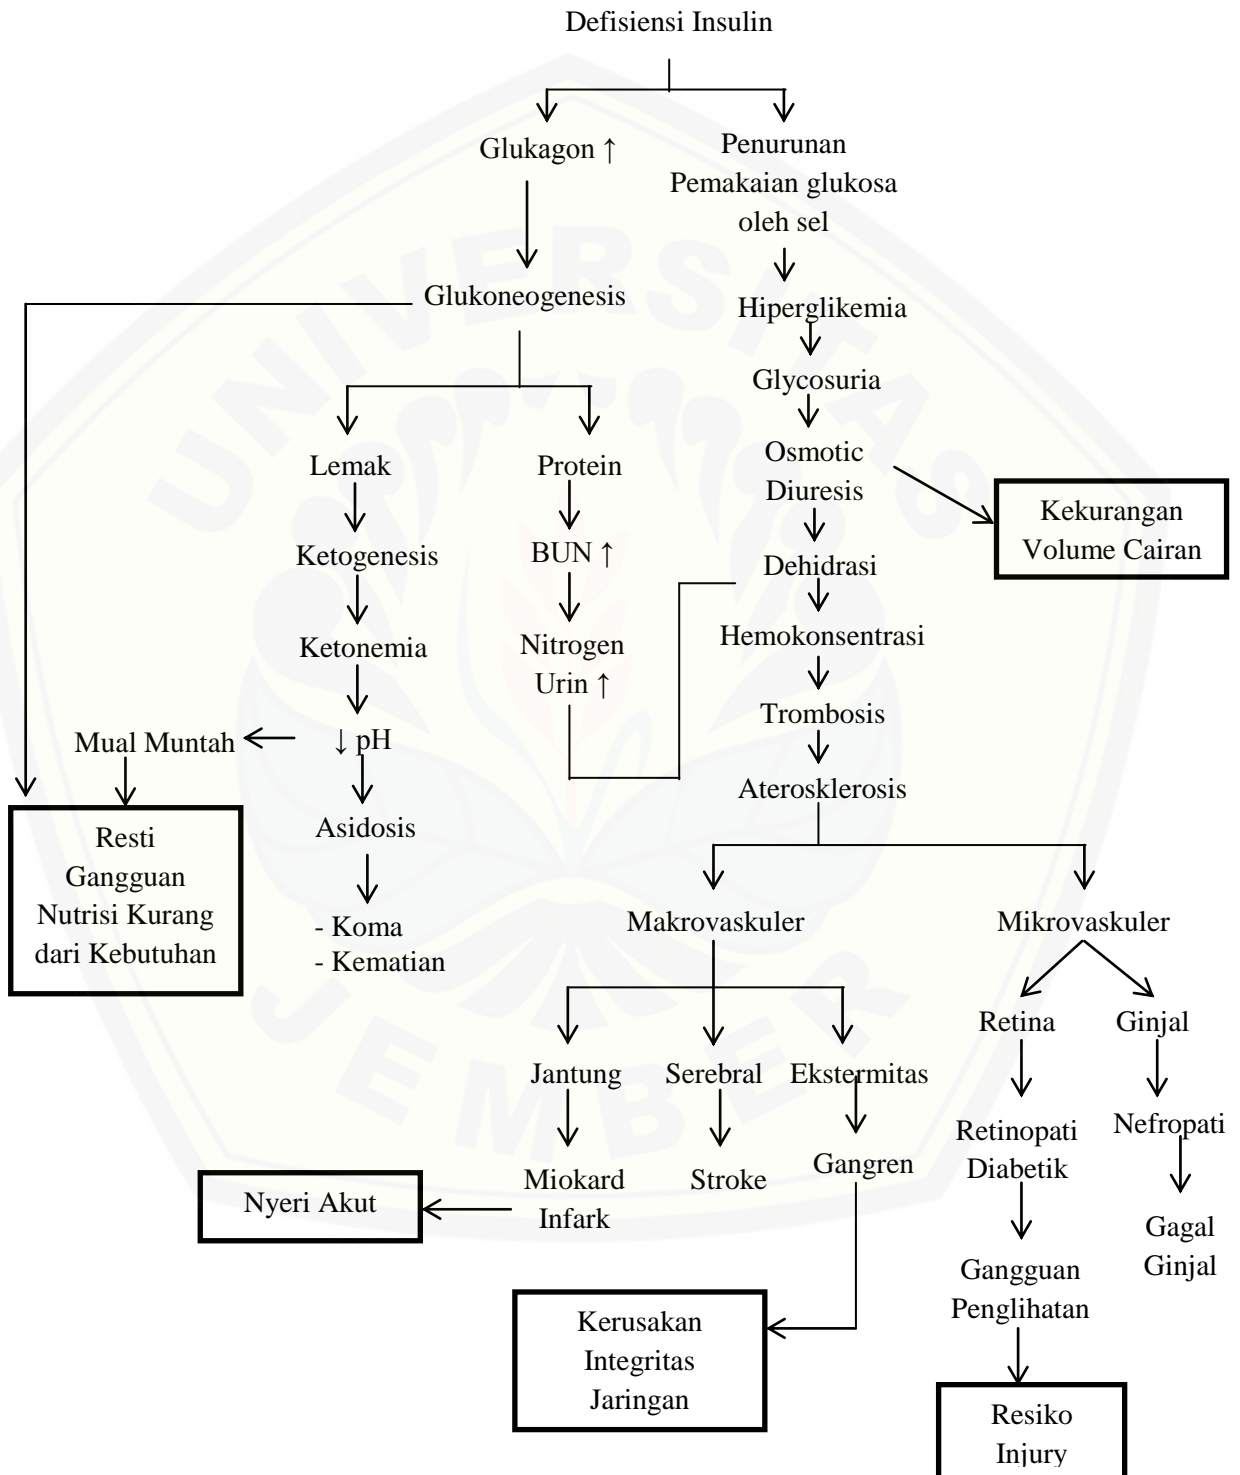 Defisiensi Insulin
Glukagon ↑
Penurunan
Pemakaian glukosa
oleh sel
Glukoneogenesis
Hiperglikemia
Glycosuria
Lemak
Protein
Osmotic
Diuresis
Kekurangan
Volume Cairan
Ketogenesis
BUN ↑
Dehidrasi
Ketonemia
Nitrogen
Urin ↑
Hemokonsentrasi
Trombosis
Mual Muntah
↓ pH
Aterosklerosis
Resti
Gangguan
Nutrisi Kurang
dari Kebutuhan
Asidosis
- Koma
- Kematian
Makrovaskuler
Mikrovaskuler
Jantung
Serebral
Ekstermitas
Retina
Ginjal
Miokard
Infark
Stroke
Gangren
Retinopati
Diabetik
Nefropati
Nyeri Akut
Gagal
Ginjal
Gangguan
Penglihatan
Kerusakan
Integritas
Jaringan
Resiko
Injury
UNIVERSITAS
JEMBER